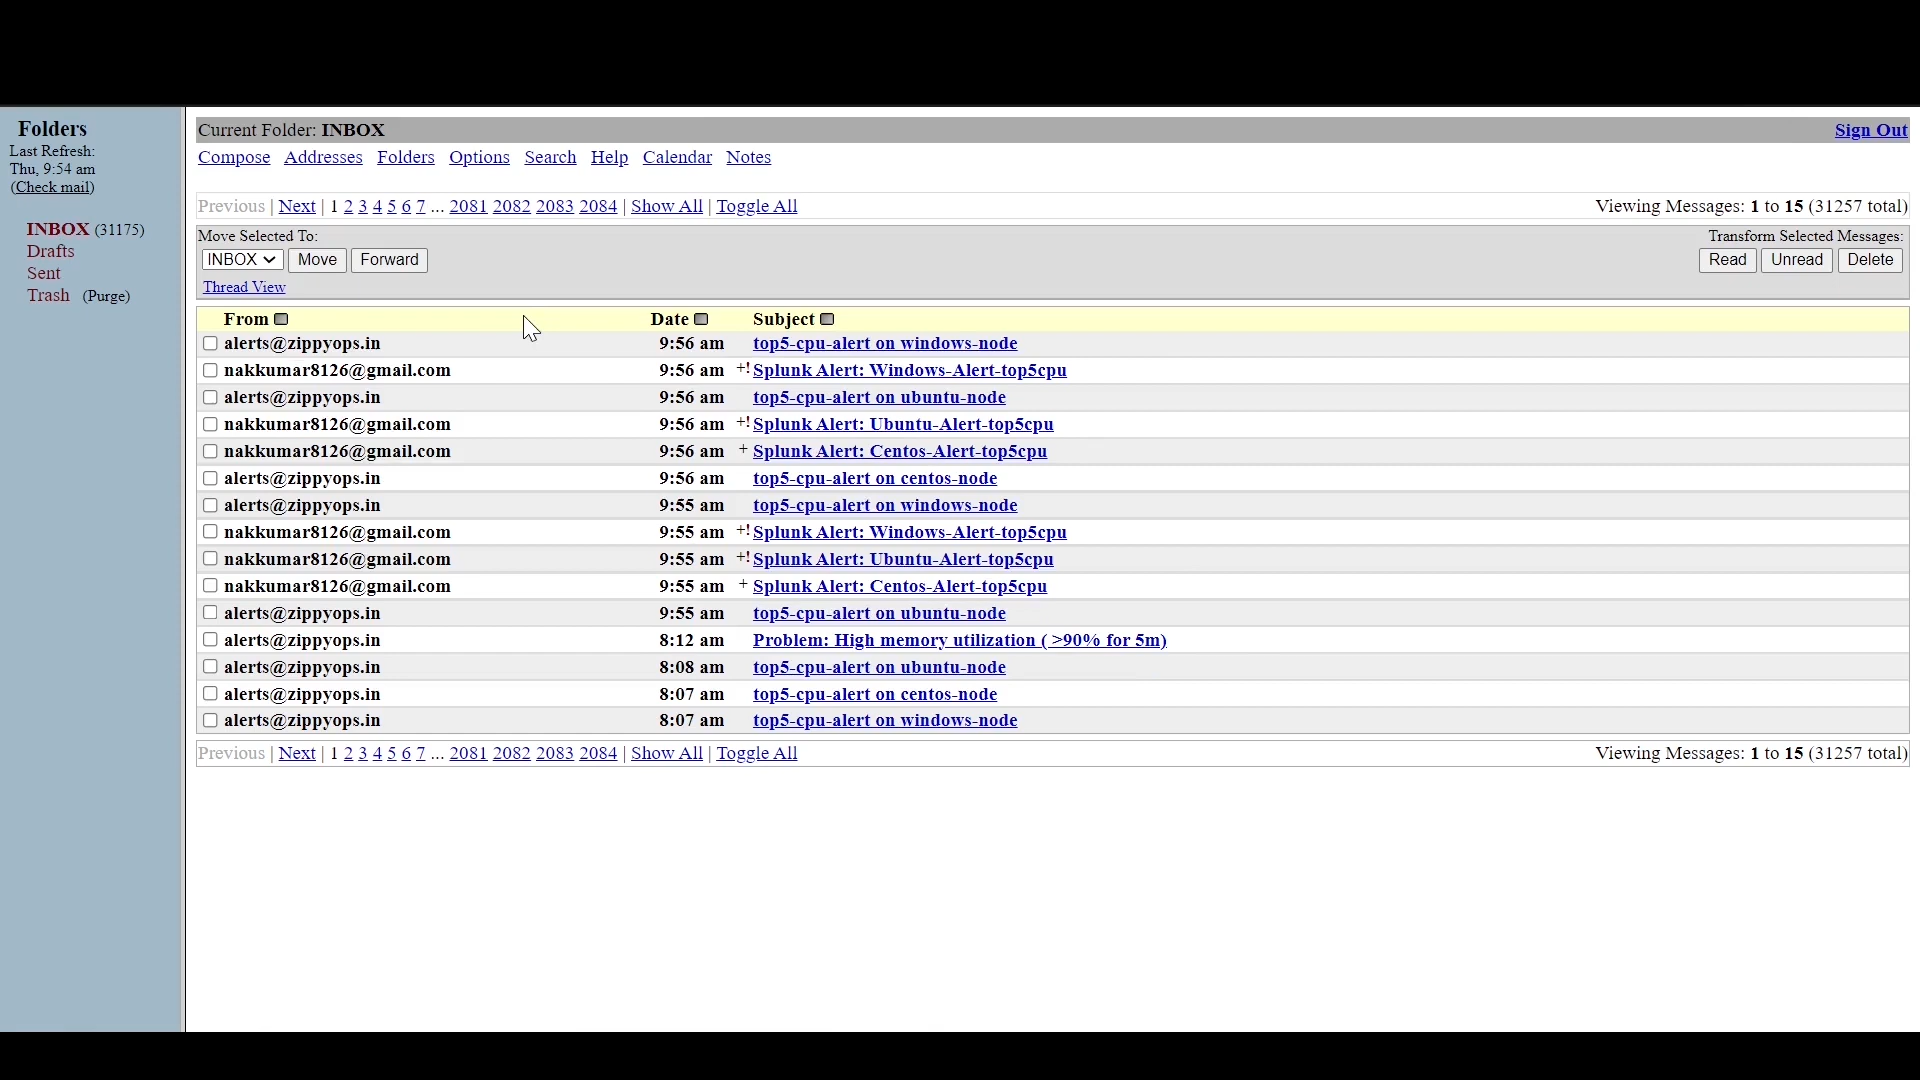 Folders
Last Refresh:
Thu, 9:54 am
(Check mail)
INBOX (31175)
Drafts
Sent
Trash (Purge)
Current Folder: INBOX Sign Out
Compose Addresses Folders Options Search Help Calendar Notes
Previous | Next | 1 2 3 4 5 6 7 ... 2081 2082 2083 2084 | Show All | Toggle All Viewing Messages: 1 to 15 (31257 total)
Move Selected To: Transform Selected Messages:
INBOX Move Forward Read Unread Delete
Thread View
From Date Subject
alerts@zippyops.in 9:56 am top5-cpu-alert on windows-node
nakkumar8126@gmail.com 9:56 am +! Splunk Alert: Windows-Alert-top5cpu
alerts@zippyops.in 9:56 am top5-cpu-alert on ubuntu-node
nakkumar8126@gmail.com 9:56 am +! Splunk Alert: Ubuntu-Alert-top5cpu
nakkumar8126@gmail.com 9:56 am + Splunk Alert: Centos-Alert-top5cpu
alerts@zippyops.in 9:56 am top5-cpu-alert on centos-node
alerts@zippyops.in 9:55 am top5-cpu-alert on windows-node
nakkumar8126@gmail.com 9:55 am +! Splunk Alert: Windows-Alert-top5cpu
nakkumar8126@gmail.com 9:55 am +! Splunk Alert: Ubuntu-Alert-top5cpu
nakkumar8126@gmail.com 9:55 am + Splunk Alert: Centos-Alert-top5cpu
alerts@zippyops.in 9:55 am top5-cpu-alert on ubuntu-node
alerts@zippyops.in 8:12 am Problem: High memory utilization ( >90% for 5m)
alerts@zippyops.in 8:08 am top5-cpu-alert on ubuntu-node
alerts@zippyops.in 8:07 am top5-cpu-alert on centos-node
alerts@zippyops.in 8:07 am top5-cpu-alert on windows-node
Previous | Next | 1 2 3 4 5 6 7 ... 2081 2082 2083 2084 | Show All | Toggle All Viewing Messages: 1 to 15 (31257 total)